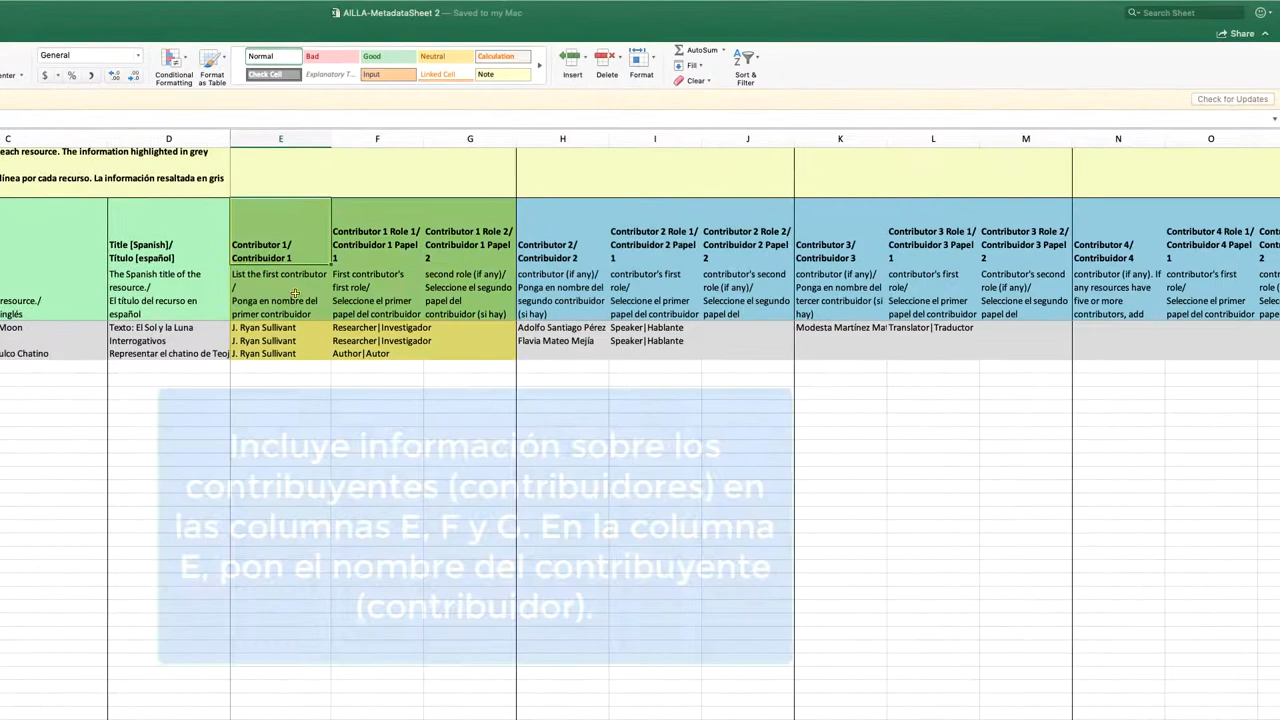 AILLA-MetadataSheet 2 — Saved to my Mac
Search Sheet
Share
General
$ % )
Conditional
Formatting
Format
as Table
Normal
Bad
Good
Neutral
Calculation
Check Cell
Explanatory T...
Input
Linked Cell
Note
Insert
Delete
Format
AutoSum
Fill
Clear
Sort &
Filter
Check for Updates
C D E F G H I J K L M N O
each resource. The information highlighted in grey
línea por cada recurso. La información resaltada en gris
Title [Spanish]/
Título [español]
Contributor 1/
Contribuidor 1
Contributor 1 Role 1/
Contribuidor 1 Papel
1
Contributor 1 Role 2/
Contribuidor 1 Papel
2
Contributor 2/
Contribuidor 2
Contributor 2 Role 1/
Contribuidor 2 Papel
1
Contributor 2 Role 2/
Contribuidor 2 Papel
2
Contributor 3/
Contribuidor 3
Contributor 3 Role 1/
Contribuidor 3 Papel
1
Contributor 3 Role 2/
Contribuidor 3 Papel
2
Contributor 4/
Contribuidor 4
Contributor 4 Role 1/
Contribuidor 4 Papel
1
resource./
inglés
The Spanish title of the
resource./
El título del recurso en
español
List the first contributor
/
Ponga en nombre del
primer contribuidor
First contributor's
first role/
Seleccione el primer
papel del contribuidor
second role (if any)/
Seleccione el segundo
papel del
contribuidor (si hay)
contributor (if any)/
Ponga en nombre del
segundo contribuidor
(si hay)
contributor's first
role/
Seleccione el primer
papel del contribuidor
contributor's second
role (if any)/
Seleccione el segundo
papel del
contributor (if any)/
Ponga en nombre del
tercer contribuidor (si
hay)
contributor's first
role/
Seleccione el primer
papel del contribuidor
Contributor's second
role (if any)/
Seleccione el segundo
papel del
contributor (if any). If
any resources have
five or more
contributors, add
contributor's first
role/
Seleccione el primer
papel del contribuidor
Moon
Texto: El Sol y la Luna
J. Ryan Sullivant
Researcher|Investigador
Adolfo Santiago Pérez
Speaker|Hablante
Modesta Martínez Ma
Translator|Traductor
Interrogativos
J. Ryan Sullivant
Researcher|Investigador
Flavia Mateo Mejía
Speaker|Hablante
ulco Chatino
Representar el chatino de Teoj
J. Ryan Sullivant
Author|Autor
Incluye información sobre los
contribuyentes (contribuidores) en
las columnas E, F y G. En la columna
E, pon el nombre del contribuyente
(contribuidor).